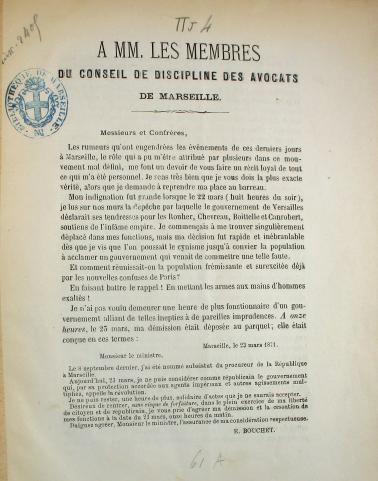 IIJ 4
A MM. LES MEMBRES
DU CONSEIL DE DISCIPLINE DES AVOCATS
DE MARSEILLE.
BIBLIOTHÈQUE DE MARSEILLE
Messieurs et Confrères,
Les rumeurs qu'ont engendrées les événements de ces derniers jours
à Marseille, le rôle qui a pu m'être attribué par plusieurs dans ce mou-
vement mal défini, me font un devoir de vous faire un récit loyal de tout
ce qui m'a été personnel. Je sens très bien que je vous dois la plus exacte
vérité, alors que je demande à reprendre ma place au barreau.
Mon indignation fut grande lorsque le 22 mars (huit heures du soir),
je lus sur nos murs la dépêche par laquelle le gouvernement de Versailles
déclarait ses tendresses pour les Rouher, Chevreau, Boittelle et Canrobert,
soutiens de l'infâme empire. Je commençais à me trouver singulièrement
déplacé dans mes fonctions, mais ma décision fut rapide et inébranlable
dès que je vis que l'on poussait le cynisme jusqu'à convier la population
à acclamer un gouvernement qui venait de commettre une telle faute.
Et comment réunissait-on la population frémissante et surexcitée déjà
par les nouvelles confuses de Paris?
En faisant battre le rappel! En mettant les armes aux mains d'hommes
exaltés!
Je n'ai pas voulu demeurer une heure de plus fonctionnaire d'un gou-
vernement alliant de telles inepties à de pareilles imprudences. A onze
heures, le 23 mars, ma démission était déposée au parquet; elle était
conçue en ces termes:
Marseille, le 23 mars 1871.
Monsieur le ministre,
Le 8 septembre dernier, j'ai été nommé substitut du procureur de la République
à Marseille.
Aujourd'hui, 23 mars, je ne puis considérer comme républicain le gouvernement
qui, par sa protection accordée aux agents impériaux et autres agissements mul-
tipliés, appelle la révolution.
Je ne puis rester, une heure de plus, solidaire d'actes que je ne saurais accepter.
Désireux de rentrer, sans risque de forfaiture, dans le plein exercice de ma liberté
de citoyen et de républicain, je vous prie d'agréer ma démission et la cessation de
mes fonctions à la date du 23 mars, onze heures du matin.
Daignez agréer, Monsieur le ministre, l'assurance de ma considération respectueuse.
E. BOUCHET.
61 A